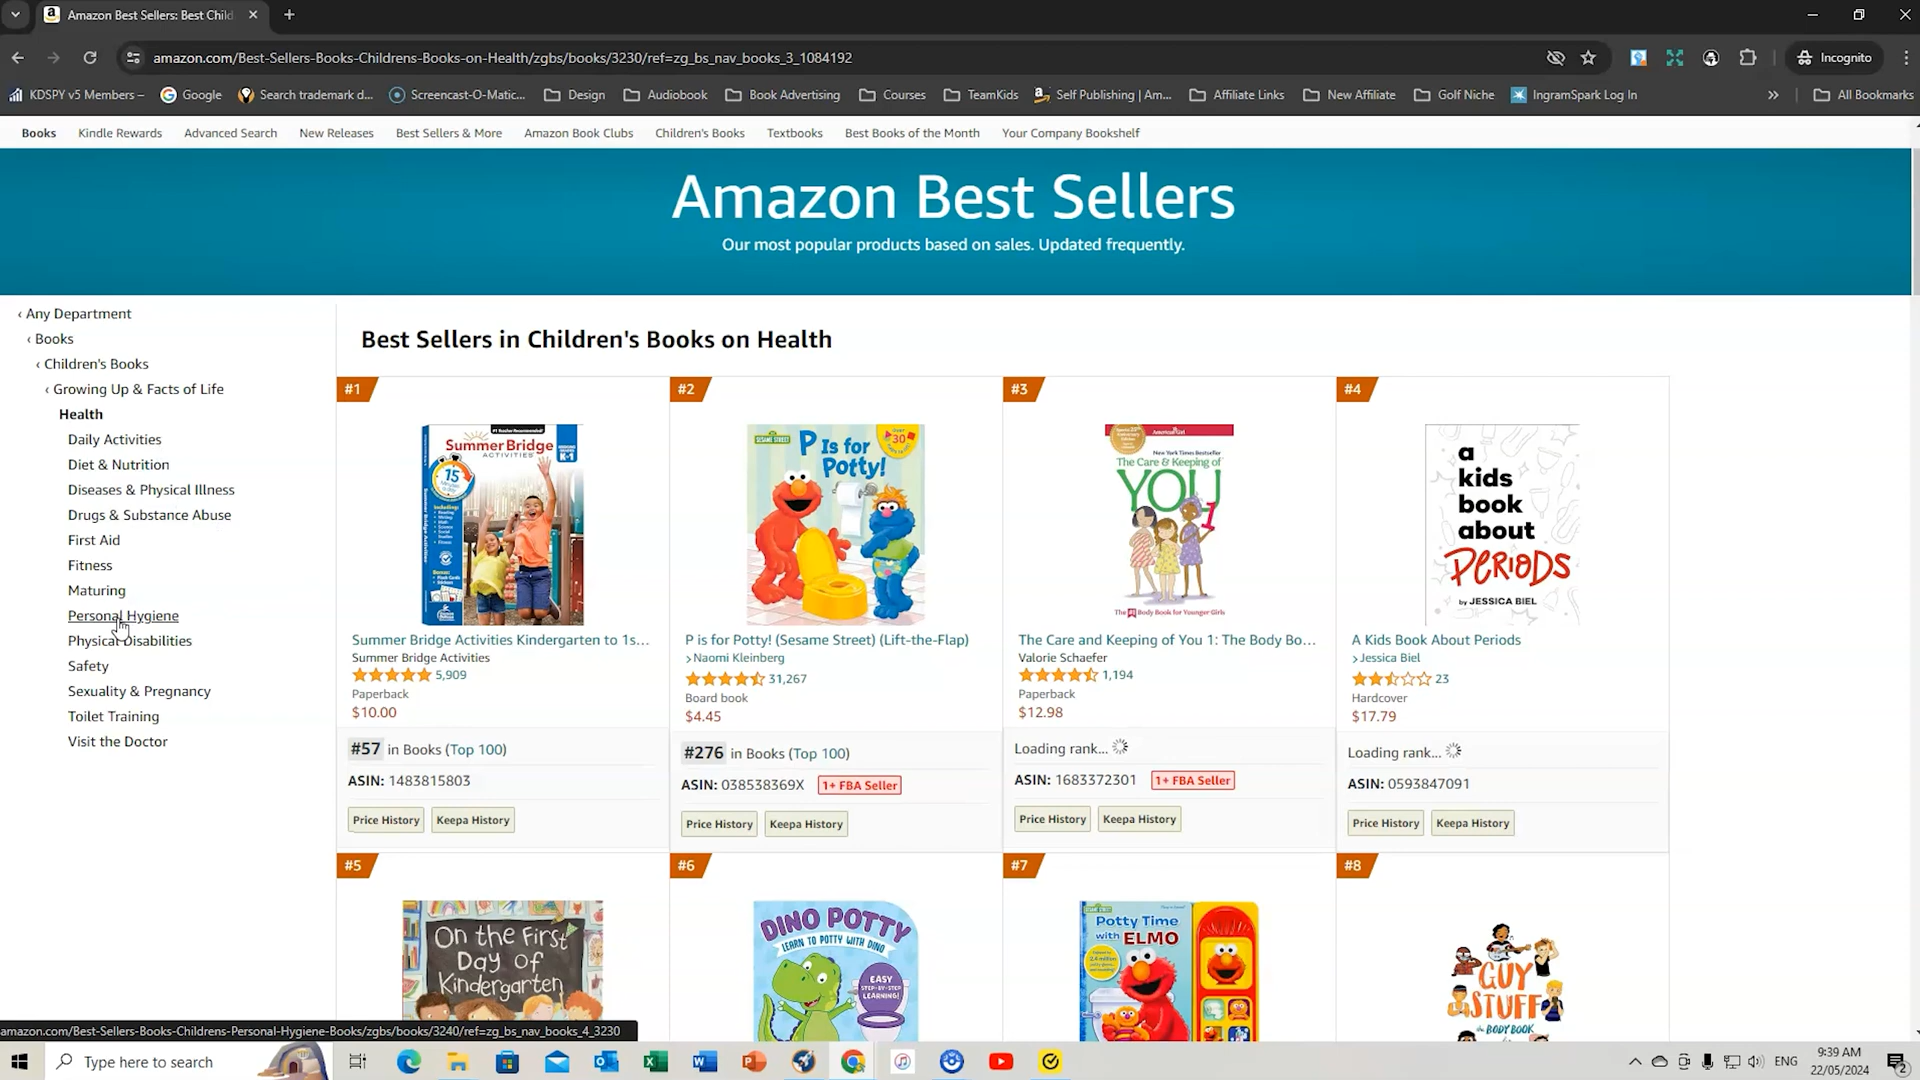 Amazon Best Sellers: Best Child
amazon.com/Best-Sellers-Books-Childrens-Books-on-Health/zgbs/books/3230/ref=zg_bs_nav_books_3_1084192
Incognito
KDSPY v5 Members –
Google
Search trademark d...
Screencast-O-Matic...
Design
Audiobook
Book Advertising
Courses
TeamKids
Self Publishing | Am...
Affiliate Links
New Affiliate
Golf Niche
IngramSpark Log In
All Bookmarks
Books
Kindle Rewards
Advanced Search
New Releases
Best Sellers & More
Amazon Book Clubs
Children's Books
Textbooks
Best Books of the Month
Your Company Bookshelf
Amazon Best Sellers
Our most popular products based on sales. Updated frequently.
‹ Any Department
‹ Books
‹ Children's Books
‹ Growing Up & Facts of Life
Health
Daily Activities
Diet & Nutrition
Diseases & Physical Illness
Drugs & Substance Abuse
First Aid
Fitness
Maturing
Personal Hygiene
Physical Disabilities
Safety
Sexuality & Pregnancy
Toilet Training
Visit the Doctor
Best Sellers in Children's Books on Health
#1
Summer Bridge
ACTIVITIES
15
Summer Bridge Activities Kindergarten to 1s...
Summer Bridge Activities
5,909
Paperback
$10.00
#57 in Books (Top 100)
ASIN: 1483815803
Price History
Keepa History
#2
SESAME STREET
30
P Is for
Potty!
P is for Potty! (Sesame Street) (Lift-the-Flap)
› Naomi Kleinberg
31,267
Board book
$4.45
#276 in Books (Top 100)
ASIN: 038538369X
1+ FBA Seller
Price History
Keepa History
#3
American Girl
New York Times Bestseller
The Care & Keeping of
YOU
1
The #1 Body Book for Younger Girls
The Care and Keeping of You 1: The Body Bo...
Valorie Schaefer
1,194
Paperback
$12.98
Loading rank...
ASIN: 1683372301
1+ FBA Seller
Price History
Keepa History
#4
a
kids
book
about
PERIODS
by JESSICA BIEL
A Kids Book About Periods
› Jessica Biel
23
Hardcover
$17.79
Loading rank...
ASIN: 0593847091
Price History
Keepa History
#5
On the First
Day of
Kindergarten
#6
DINO POTTY
LEARN TO POTTY WITH DINO
EASY
STEP-BY-STEP
LEARNING!
#7
Potty Time
with ELMO
#8
GUY
STUFF
THE BODY BOOK
amazon.com/Best-Sellers-Books-Childrens-Personal-Hygiene-Books/zgbs/books/3240/ref=zg_bs_nav_books_4_3230
Type here to search
ENG
9:39 AM
22/05/2024
2